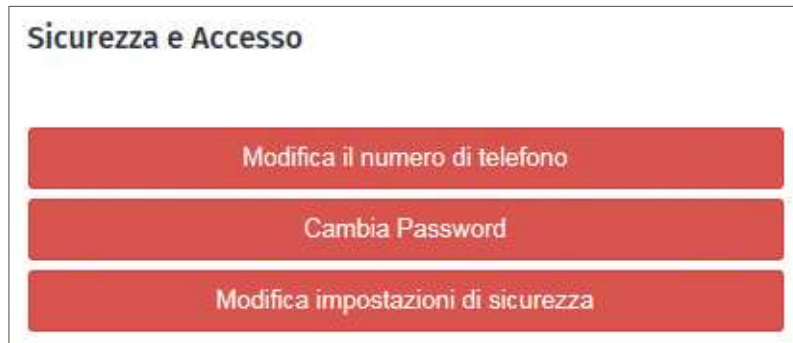 Sicurezza e Accesso
Modifica il numero di telefono
Cambia Password
Modifica impostazioni di sicurezza